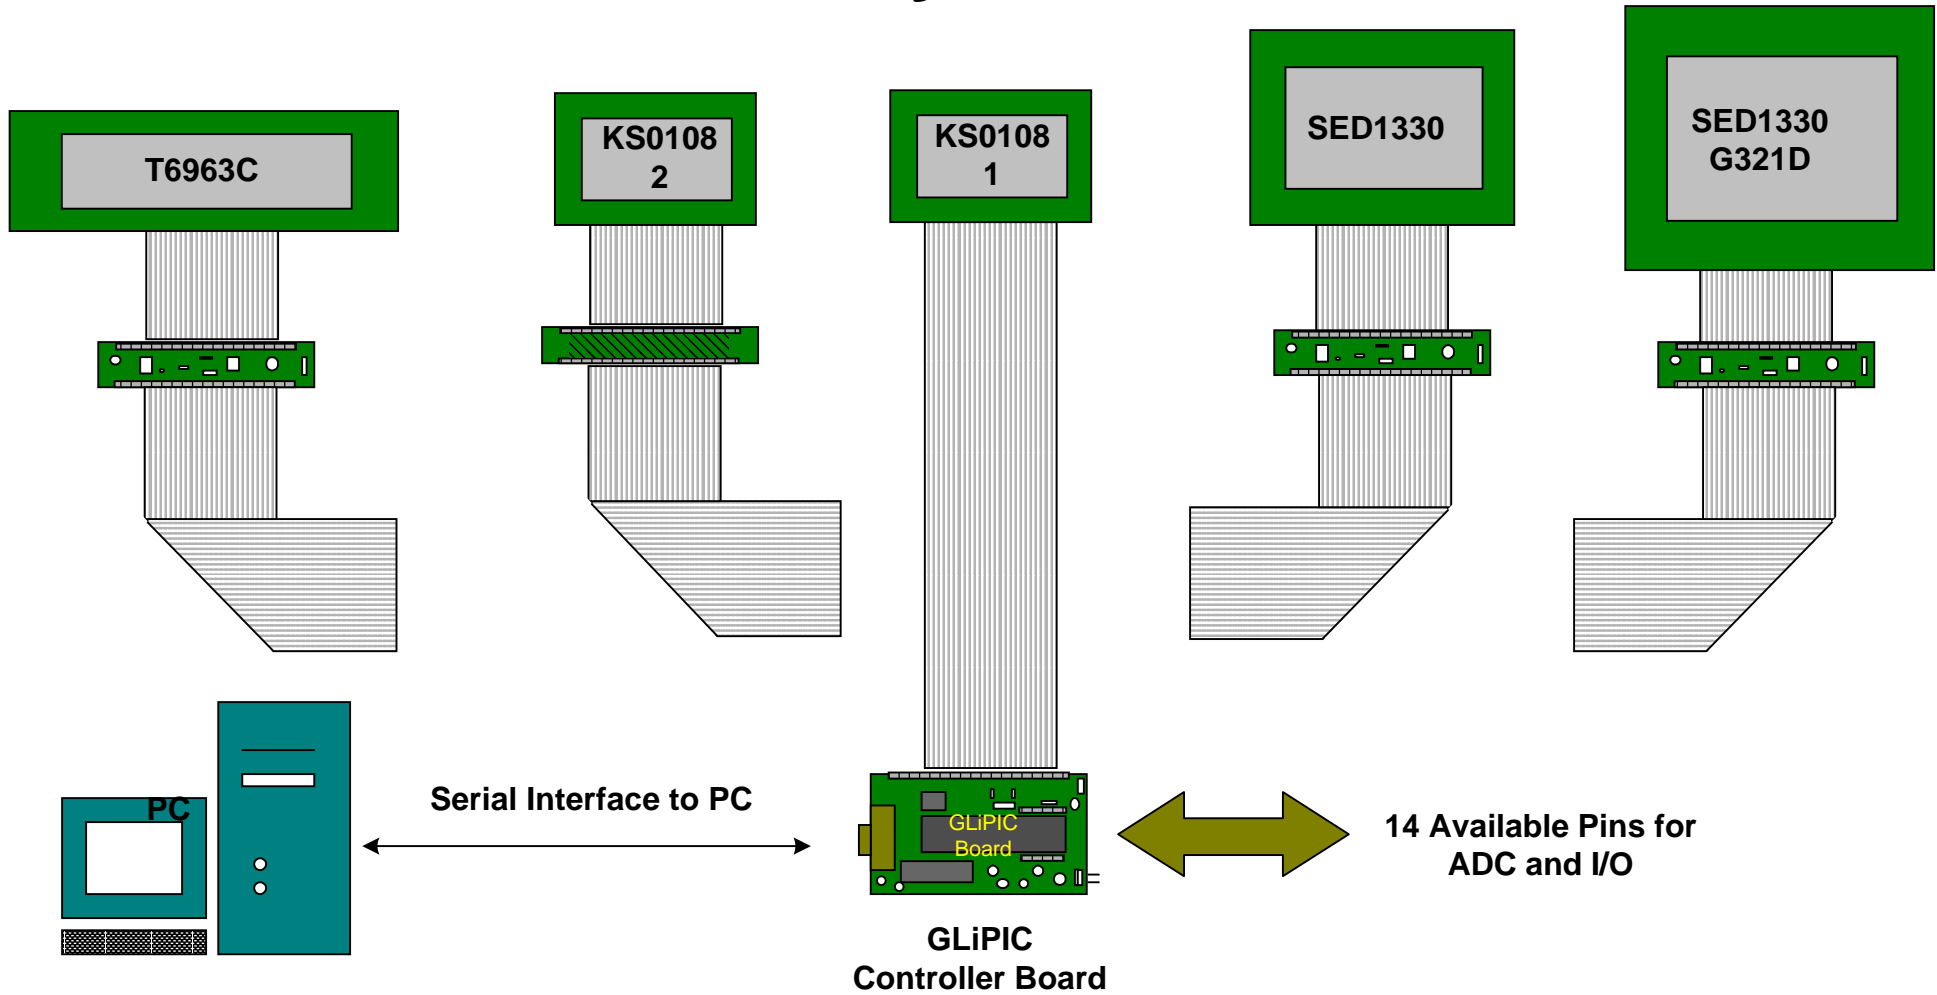 T6963C
KS0108
2
KS0108
1
SED1330
SED1330
G321D
PC
Serial Interface to PC
GLiPIC
Board
14 Available Pins for
ADC and I/O
GLiPIC
Controller Board